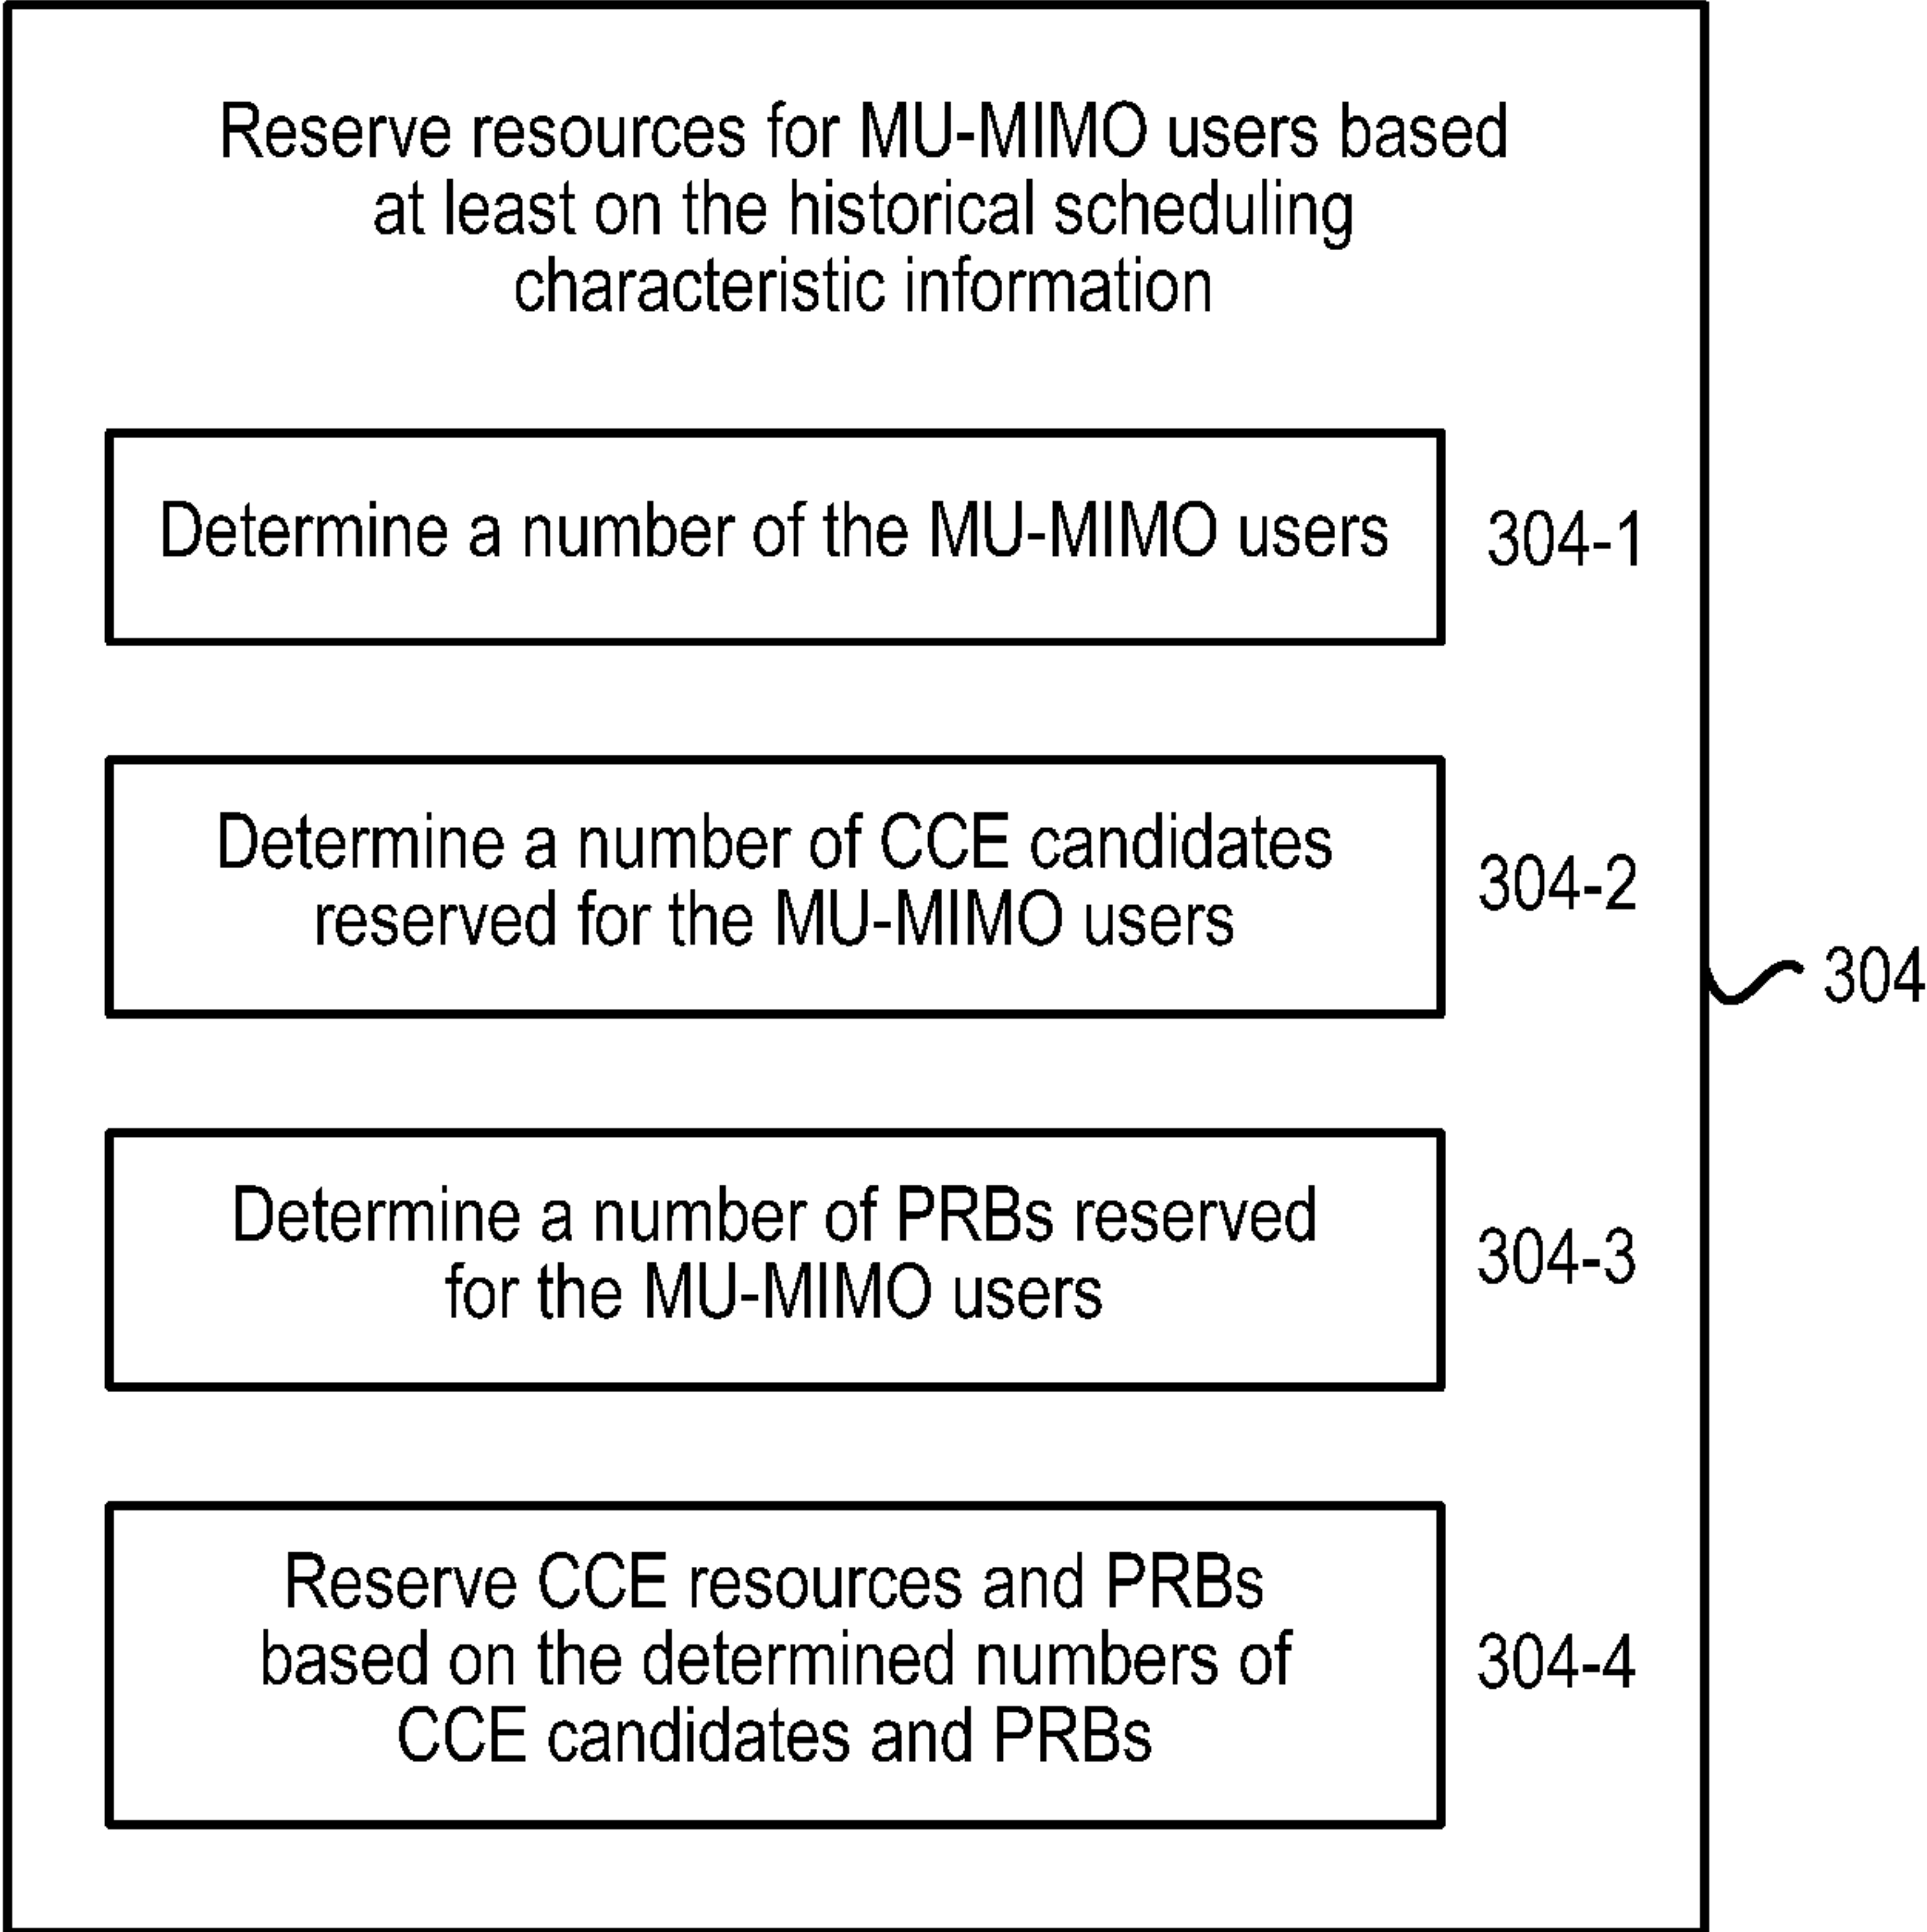 Reserve resources for MU-MIMO users based
at least on the historical scheduling
characteristic information
Determine a number of the MU-MIMO users
304-1
Determine a number of CCE candidates
reserved for the MU-MIMO users
304-2
304
Determine a number of PRBs reserved
for the MU-MIMO users
304-3
Reserve CCE resources and PRBs
based on the determined numbers of
CCE candidates and PRBs
304-4